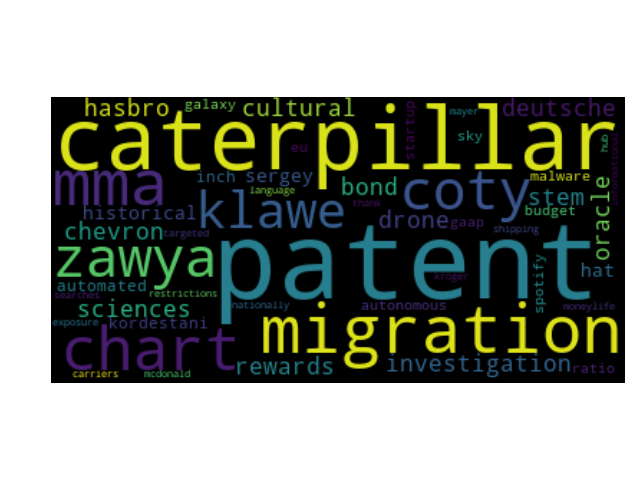 hasbro galaxy cultural startup mayer deutsche
caterpillar
eu sky hub
mma inch sergey bond coty malware international
language stem
historical klawe thank drone gaap budget oracle
chevron targeted shipping
zawya patent hat
automated kroger spotify
searches restrictions
sciences nationally autonomous moneylife
exposure kordestani migration
chart rewards investigation ratio
carriers mcdonald